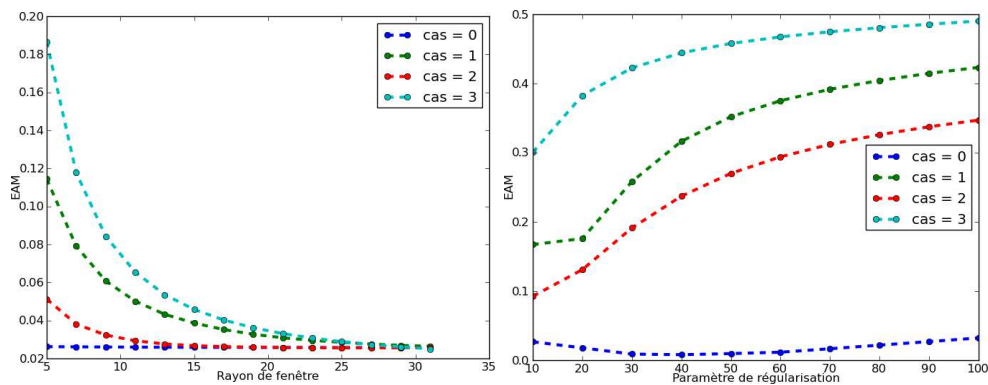 0.20
0.18
0.16
0.14
0.12
0.10
0.08
0.06
0.04
0.02
EAM
5 10 15 20 25 30 35
Rayon de fenêtre
cas = 0
cas = 1
cas = 2
cas = 3
0.5
0.4
0.3
0.2
0.1
0.0
EAM
10 20 30 40 50 60 70 80 90 100
Paramètre de régularisation
cas = 0
cas = 1
cas = 2
cas = 3